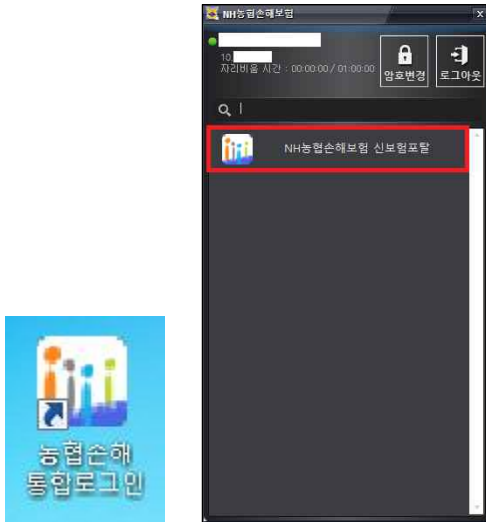 NH농협손해보험
10.
자리비움 시간 : 00:00:00 / 01:00:00
암호변경
로그아웃
NH농협손해보험 신보험포탈
농협손해
통합로그인